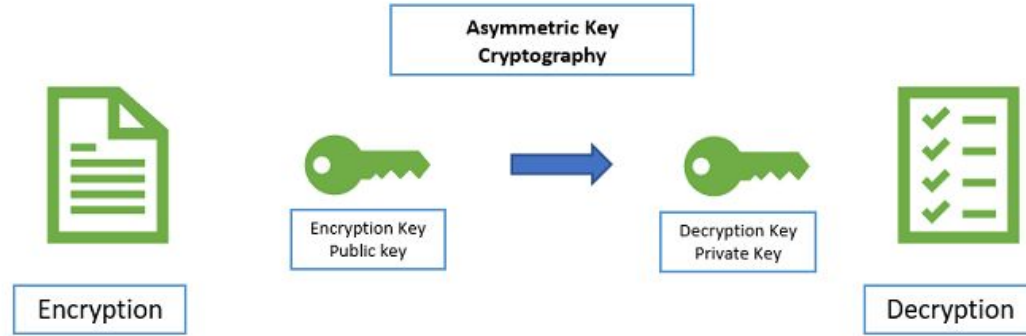 Asymmetric Key
Cryptography
Encryption Key
Public key
Decryption Key
Private Key
Encryption
Decryption